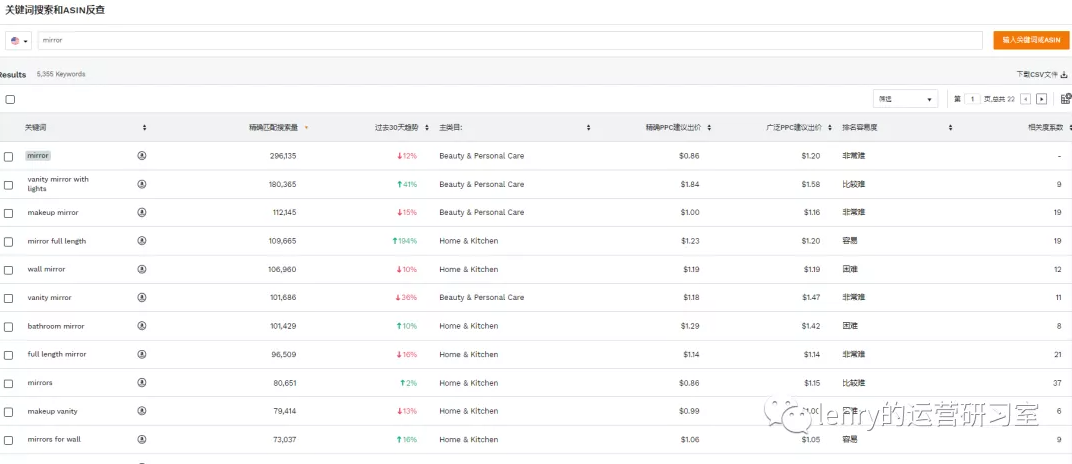 关键词搜索和ASIN反查
mirror
输入关键词或ASIN
Results 5,355 Keywords 下载CSV文件
筛选 第 1 页,总共 22
关键词 精确匹配搜索量 过去30天趋势 主类目: 精确PPC建议出价 广泛PPC建议出价 排名容易度 相关度系数
mirror 296,135 ↓12% Beauty & Personal Care $0.86 $1.20 非常难 -
vanity mirror with
lights 180,365 ↑41% Beauty & Personal Care $1.84 $1.58 比较难 9
makeup mirror 112,145 ↓15% Beauty & Personal Care $1.00 $1.16 非常难 19
mirror full length 109,665 ↑194% Home & Kitchen $1.23 $1.20 容易 19
wall mirror 106,960 ↓10% Home & Kitchen $1.19 $1.19 困难 12
vanity mirror 101,686 ↓36% Beauty & Personal Care $1.18 $1.47 非常难 11
bathroom mirror 101,429 ↑10% Home & Kitchen $1.29 $1.42 困难 8
full length mirror 96,509 ↓16% Home & Kitchen $1.14 $1.14 非常难 21
mirrors 80,651 ↑2% Home & Kitchen $0.86 $1.15 比较难 37
makeup vanity 79,414 ↓13% Home & Kitchen $0.99 6
lenry的运营研习室
mirrors for wall 73,037 ↑16% Home & Kitchen $1.06 $1.05 容易 9